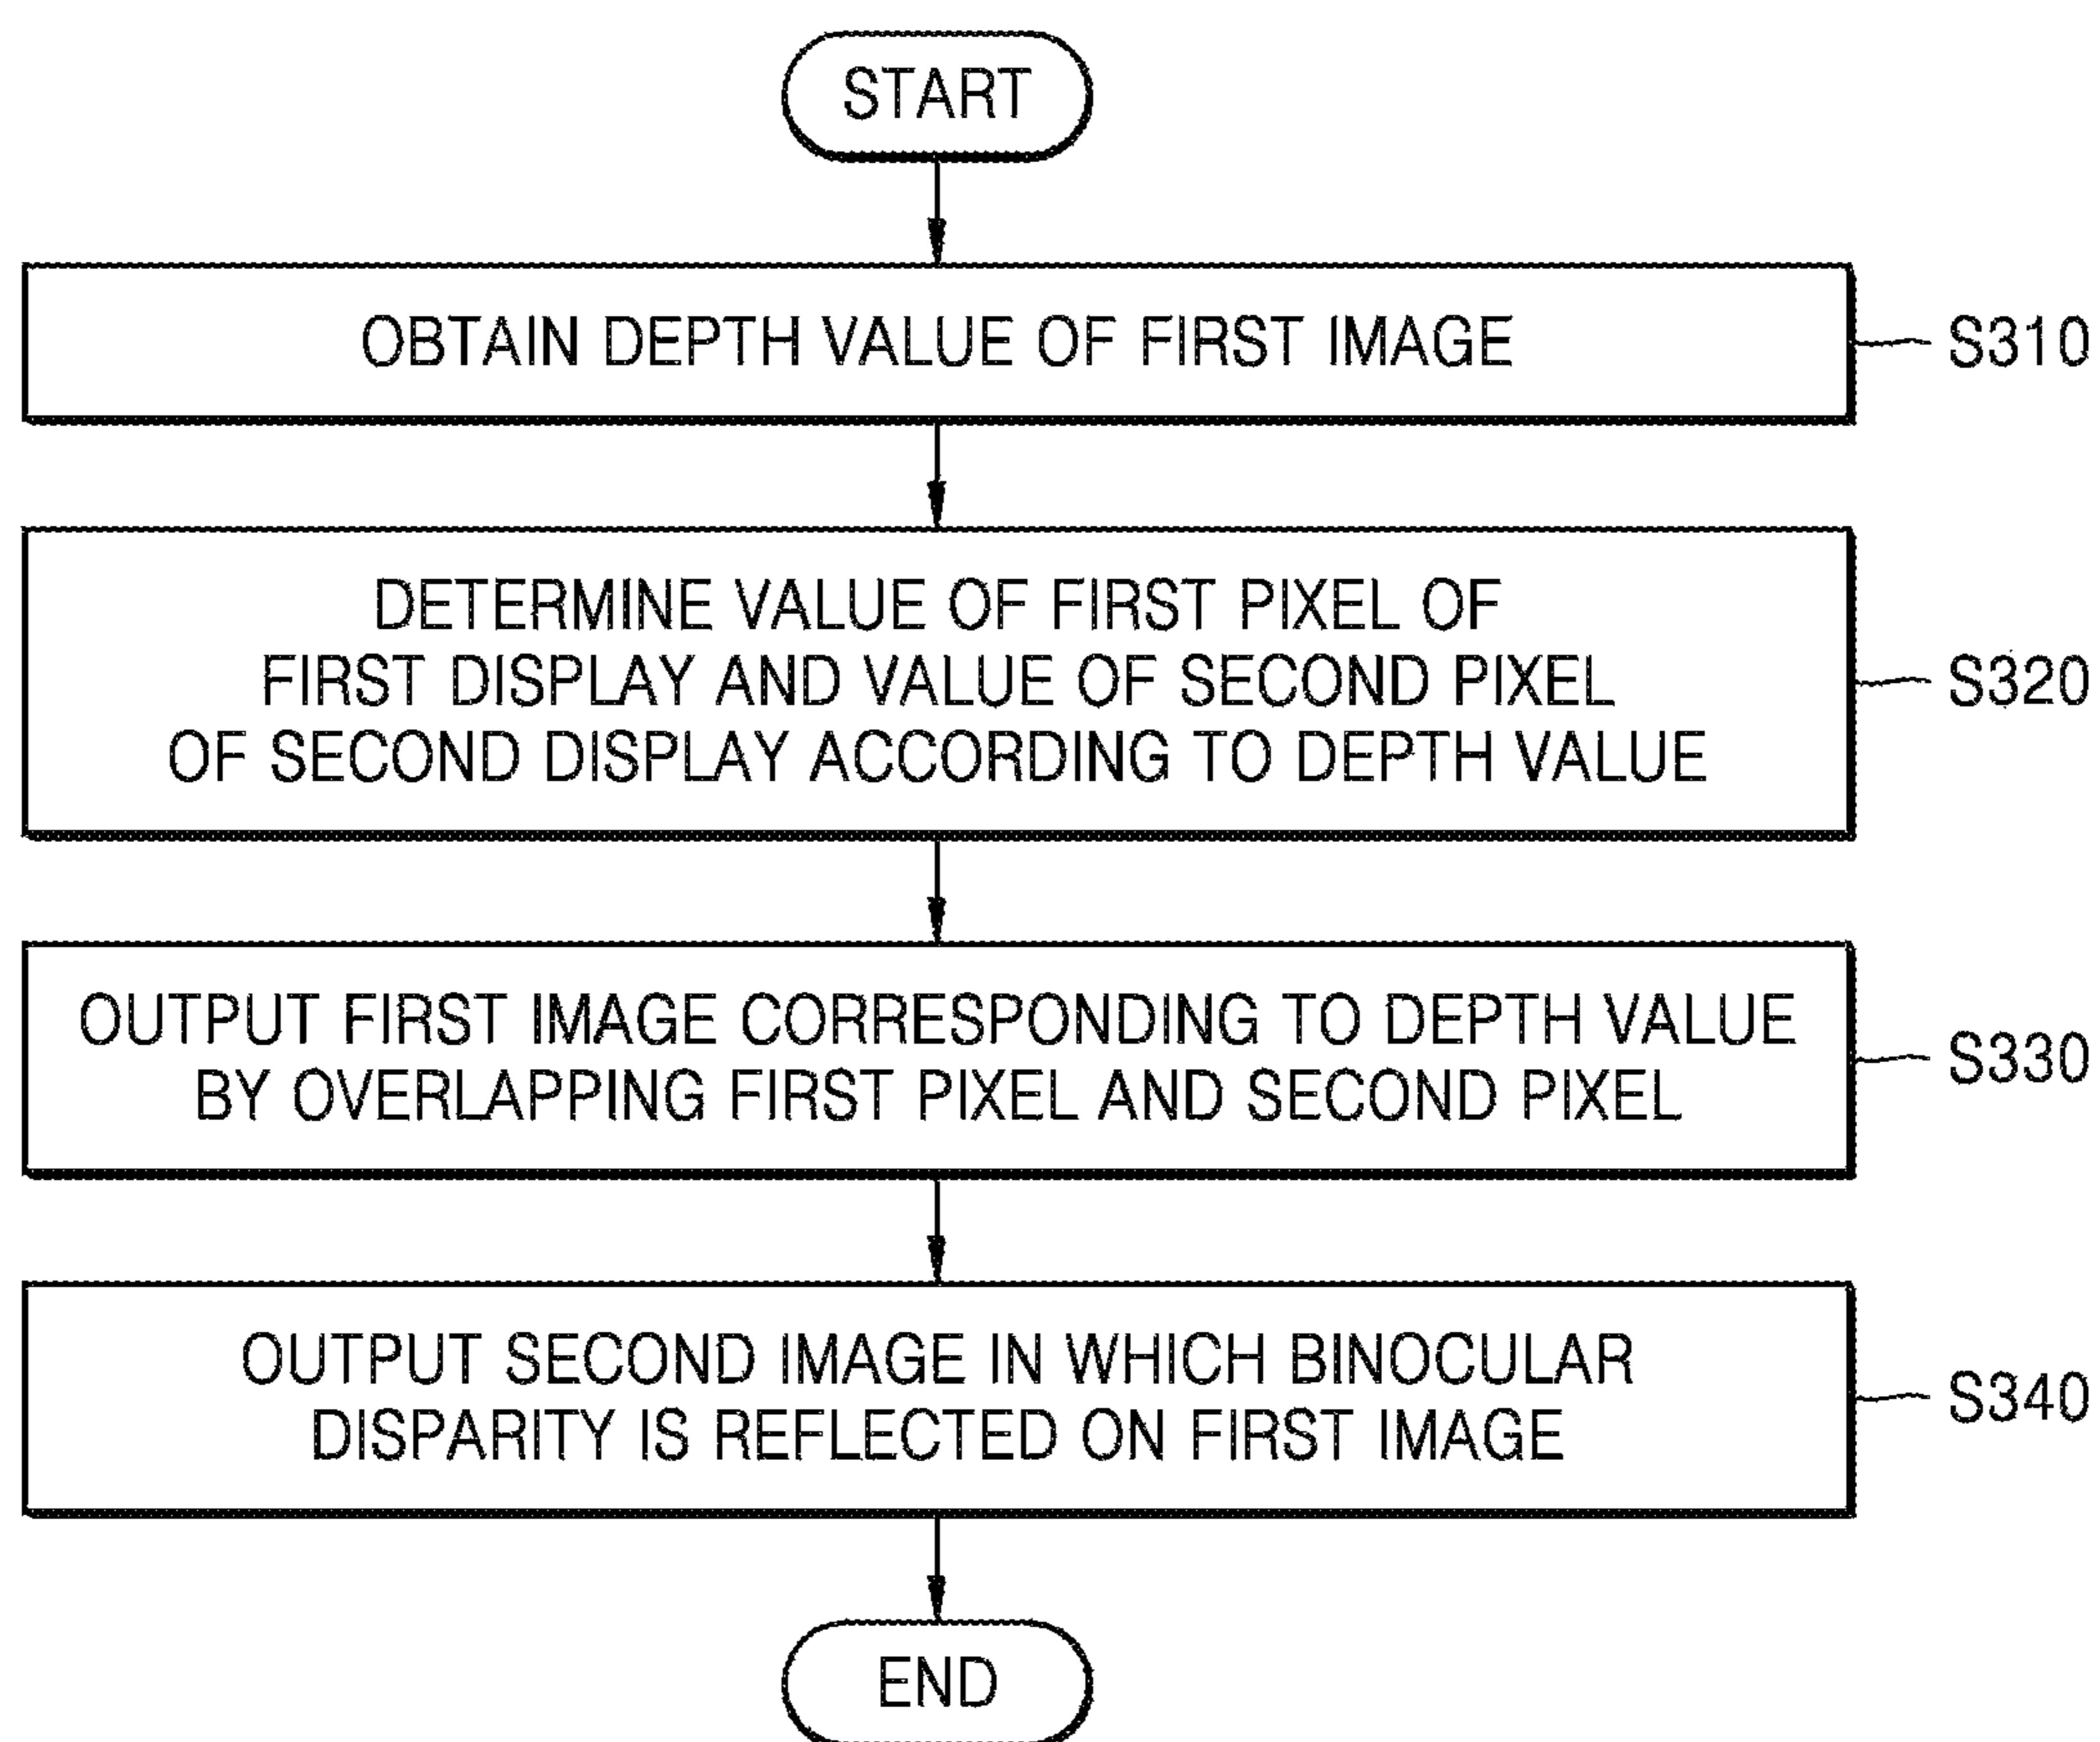 START
OBTAIN DEPTH VALUE OF FIRST IMAGE
S310
DETERMINE VALUE OF FIRST PIXEL OF
FIRST DISPLAY AND VALUE OF SECOND PIXEL
OF SECOND DISPLAY ACCORDING TO DEPTH VALUE
S320
OUTPUT FIRST IMAGE CORRESPONDING TO DEPTH VALUE
BY OVERLAPPING FIRST PIXEL AND SECOND PIXEL
S330
OUTPUT SECOND IMAGE IN WHICH BINOCULAR
DISPARITY IS REFLECTED ON FIRST IMAGE
S340
END